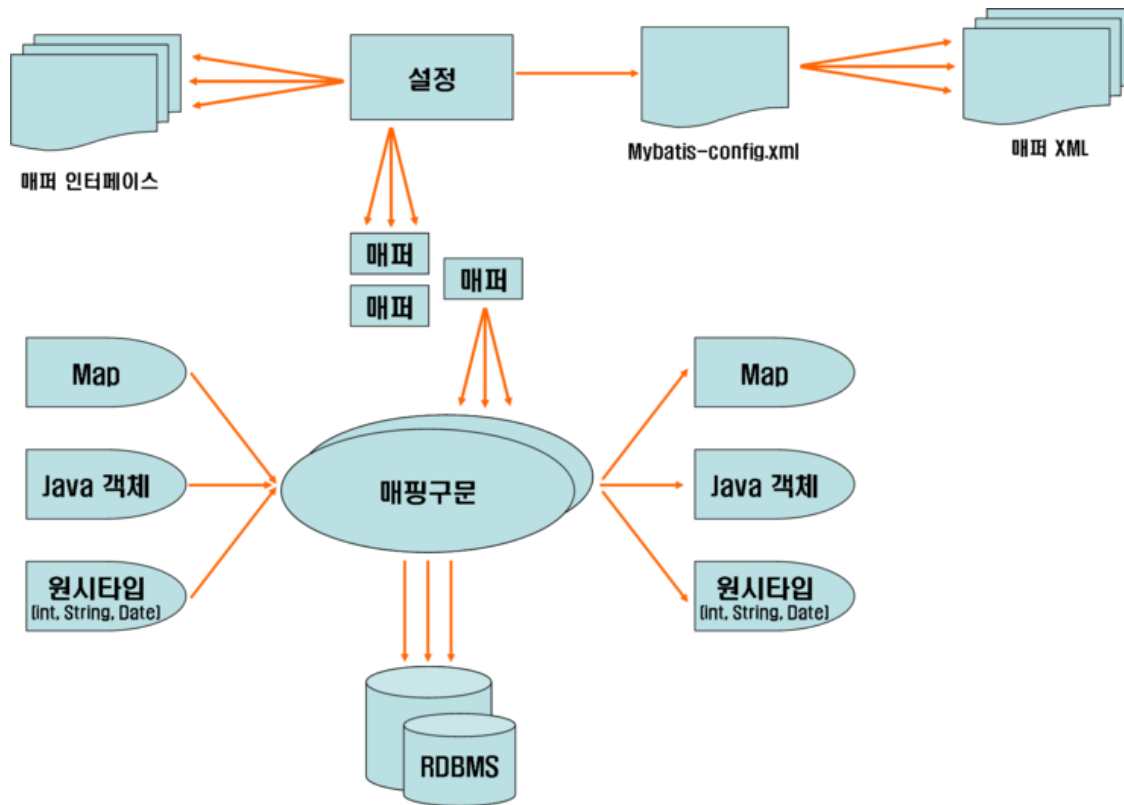 설정
매퍼 인터페이스
Mybatis-config.xml
매퍼 XML
매퍼
매퍼
매퍼
Map
Map
Java 객체
매핑구문
Java 객체
원시타입
(int, String, Date)
원시타입
(int, String, Date)
RDBMS